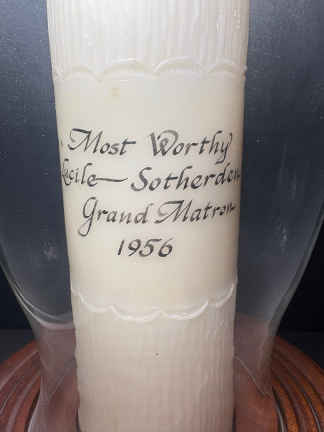 Most Worthy
Lucile Sotherden
Grand Matron
1956